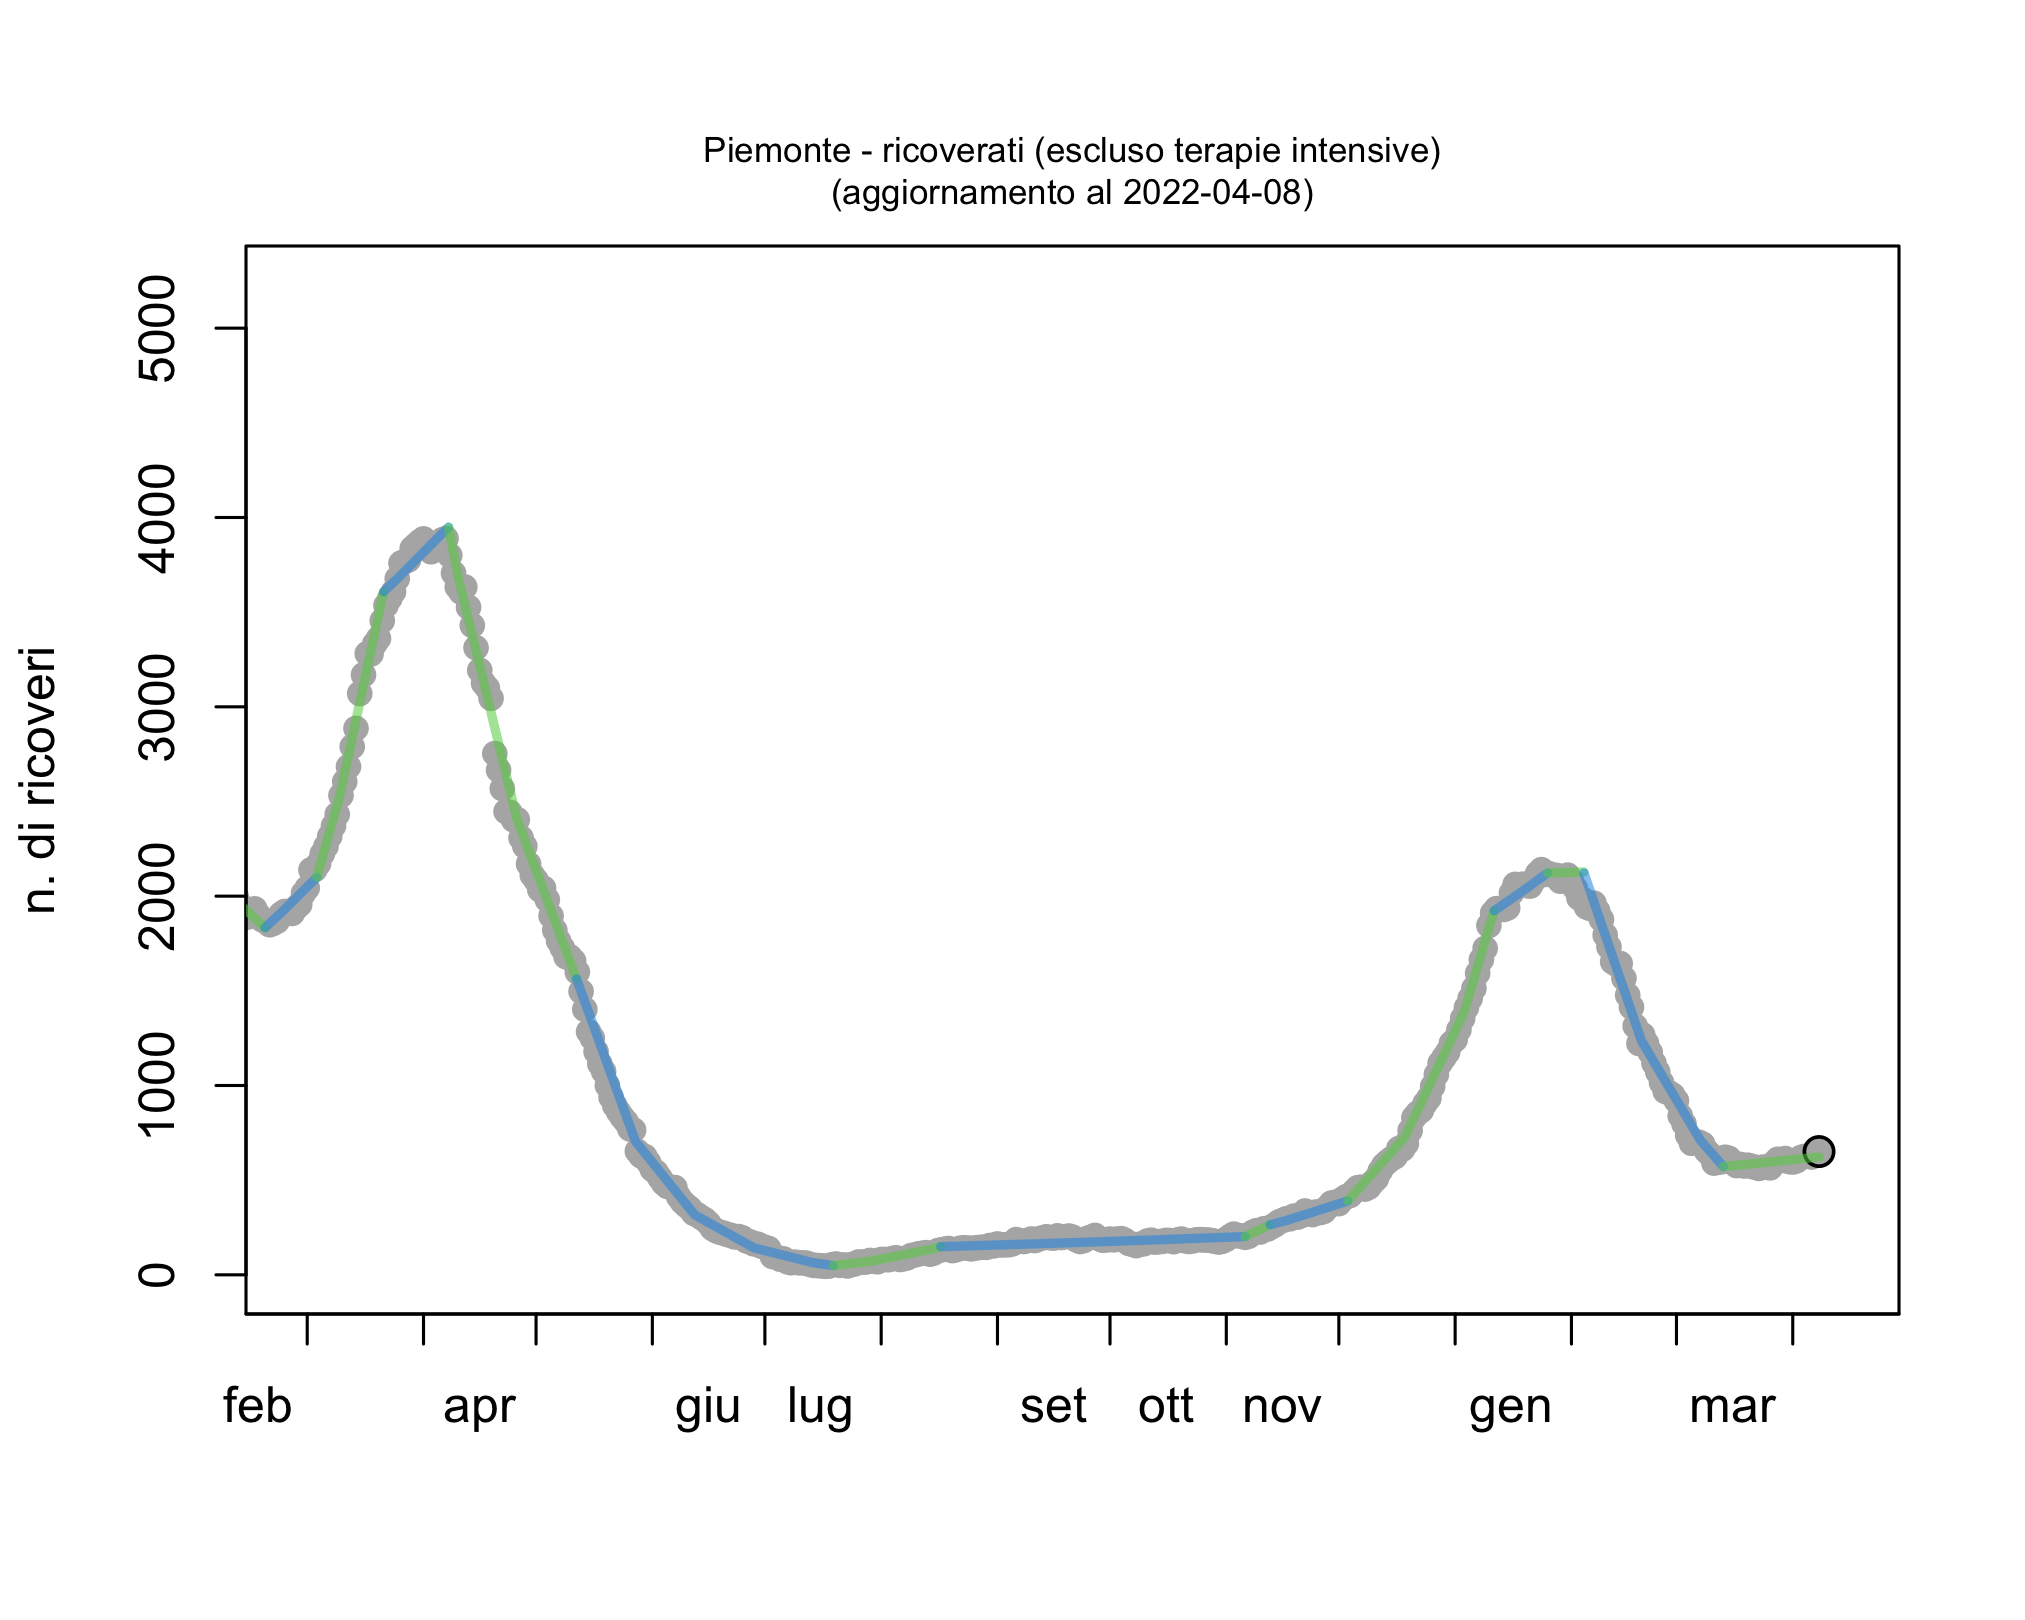 Piemonte - ricoverati (escluso terapie intensive)
(aggiornamento al 2022-04-08)
5000
4000
3000
2000
1000
0
n. di ricoveri
feb apr giu lug set ott nov gen mar